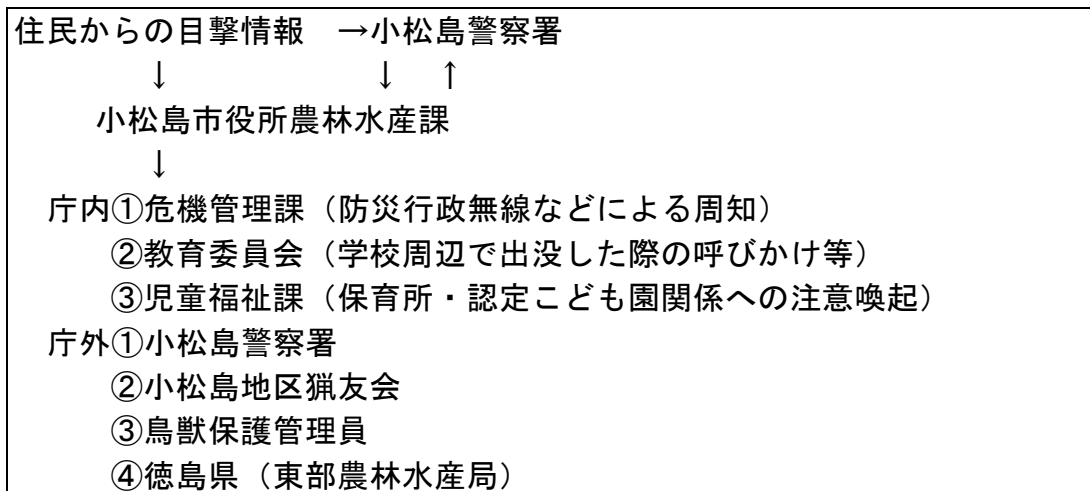 住民からの目撃情報　→小松島警察署
↓　↓　↑
小松島市役所農林水産課
↓
庁内①危機管理課（防災行政無線などによる周知）
②教育委員会（学校周辺で出没した際の呼びかけ等）
③児童福祉課（保育所・認定こども園関係への注意喚起）
庁外①小松島警察署
②小松島地区猟友会
③鳥獣保護管理員
④徳島県（東部農林水産局）